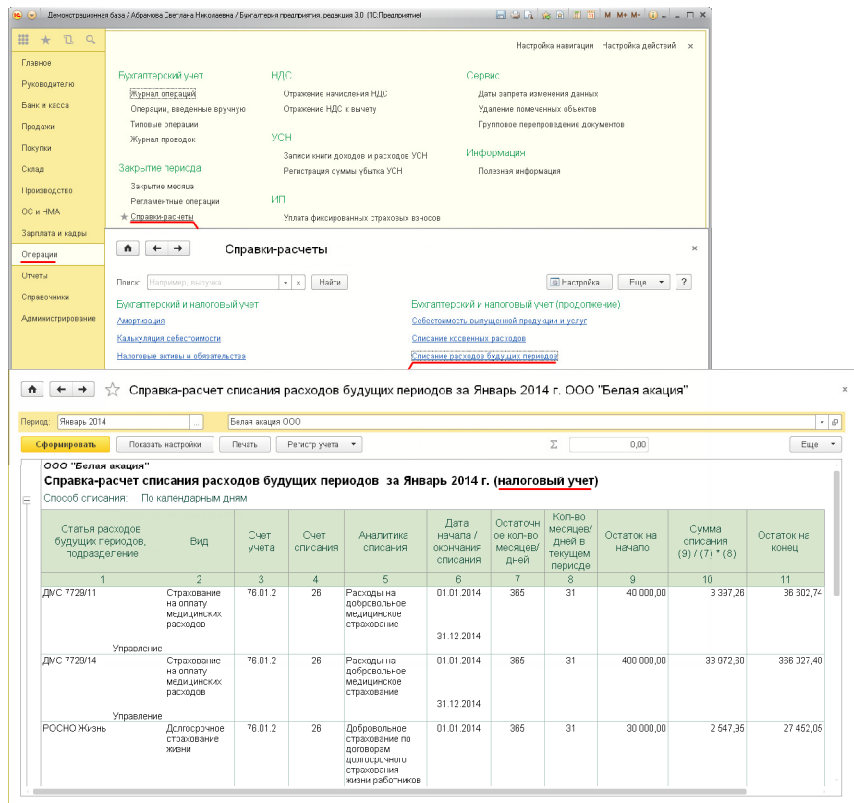 Демонстрационная база / Абрамова Светлана Николаевна / Бухгалтерия предприятия, редакция 3.0 (1С:Предприятие)
M M+ M-
Настройка навигации Настройка действий ×
Главное
Руководителю
Банк и касса
Продажи
Покупки
Склад
Производство
ОС и НМА
Зарплата и кадры
Операции
Отчеты
Справочники
Администрирование
Бухгалтерский учет
Журнал операций
Операции, введенные вручную
Типовые операции
Журнал проводок
Закрытие периода
Закрытие месяца
Регламентные операции
Справки-расчеты
НДС
Отражение начисления НДС
Отражение НДС к вычету
УСН
Записи книги доходов и расходов УСН
Регистрация суммы убытка УСН
ИП
Уплата фиксированных страховых взносов
Сервис
Даты запрета изменения данных
Удаление помеченных объектов
Групповое перепроведение документов
Информация
Полезная информация
Справки-расчеты ×
Поиск: Например, выручка × Найти Настройка Еще ?
Бухгалтерский и налоговый учет
Амортизация
Калькуляция себестоимости
Налоговые активы и обязательства
Бухгалтерский и налоговый учет (продолжение)
Себестоимость выпущенной продукции и услуг
Списание косвенных расходов
Списание расходов будущих периодов
Справка-расчет списания расходов будущих периодов за Январь 2014 г. ООО "Белая акация" ×
Период: Январь 2014 ... Белая акация ООО
Сформировать Показать настройки Печать Регистр учета Σ 0,00 Еще
ООО "Белая акация"
Справка-расчет списания расходов будущих периодов за Январь 2014 г. (налоговый учет)
Способ списания: По календарным дням
Статья расходов будущих периодов, подразделение
Вид
Счет учета
Счет списания
Аналитика списания
Дата начала / окончания списания
Остаточное кол-во месяцев/дней
Кол-во месяцев/дней в текущем периоде
Остаток на начало
Сумма списания (9) / (7) * (8)
Остаток на конец
1 2 3 4 5 6 7 8 9 10 11
ДМС 7729/11 Страхование на оплату медицинских расходов 76.01.2 26 Расходы на добровольное медицинское страхование 01.01.2014 365 31 40 000,00 3 397,26 36 602,74
31.12.2014
Управление
ДМС 7729/14 Страхование на оплату медицинских расходов 76.01.2 26 Расходы на добровольное медицинское страхование 01.01.2014 365 31 400 000,00 33 972,60 366 027,40
31.12.2014
Управление
РОСНО Жизнь Долгосрочное страхование жизни 76.01.2 26 Добровольное страхование по договорам долгосрочного страхования жизни работников 01.01.2014 365 31 30 000,00 2 547,95 27 452,05